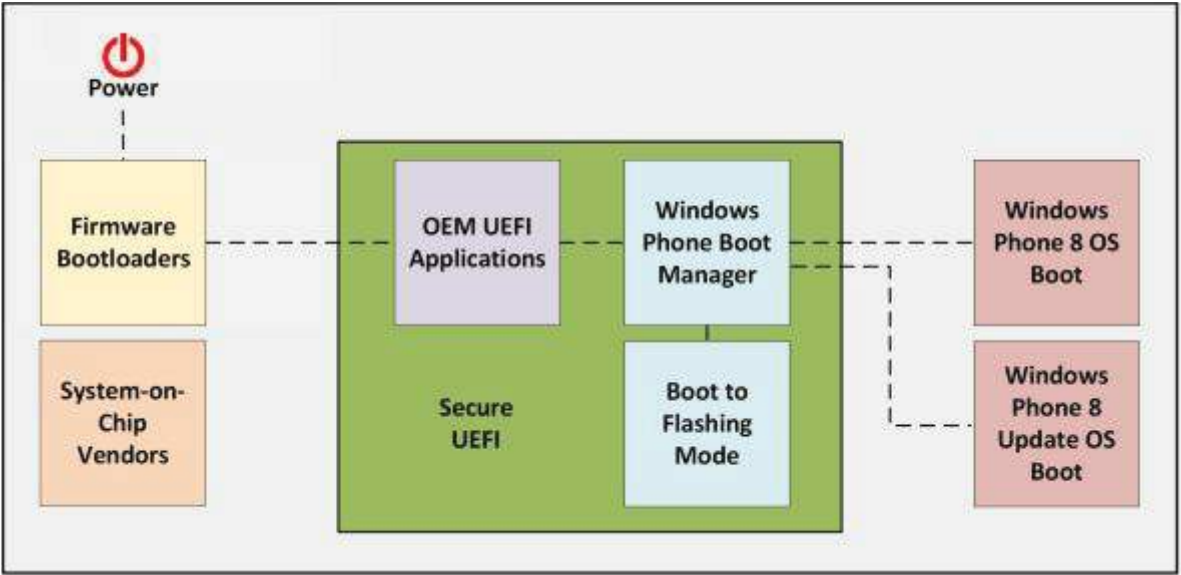 Power
Firmware
Bootloaders
OEM UEFI
Applications
Windows
Phone Boot
Manager
Windows
Phone 8 OS
Boot
System-on-
Chip
Vendors
Secure
UEFI
Boot to
Flashing
Mode
Windows
Phone 8
Update OS
Boot